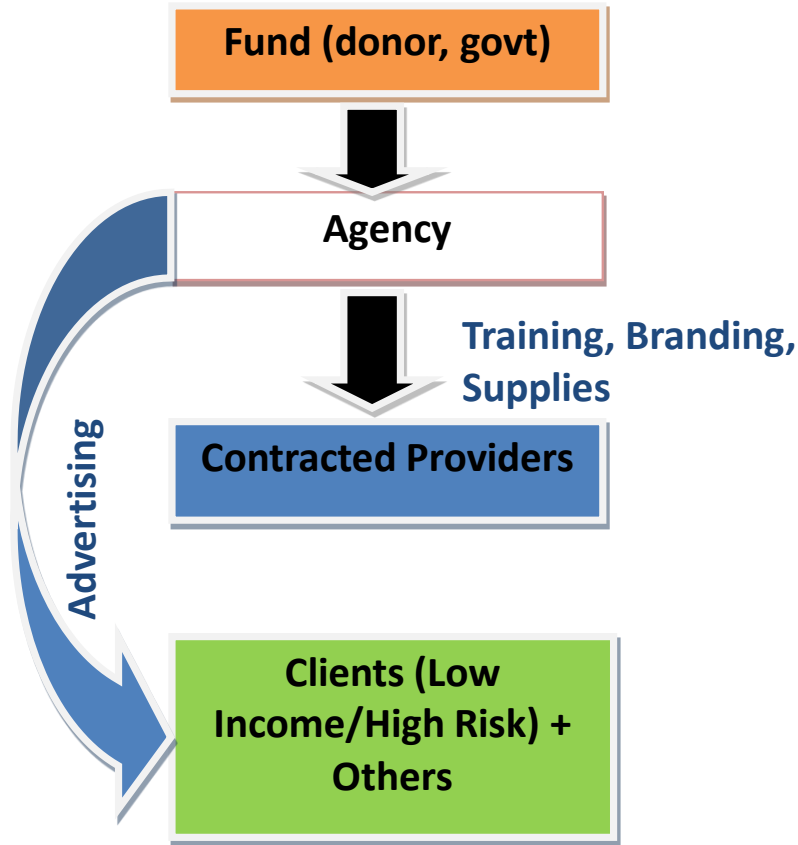 Fund (donor, govt)
Agency
Training, Branding,
Supplies
Contracted Providers
Advertising
Clients (Low
Income/High Risk) +
Others